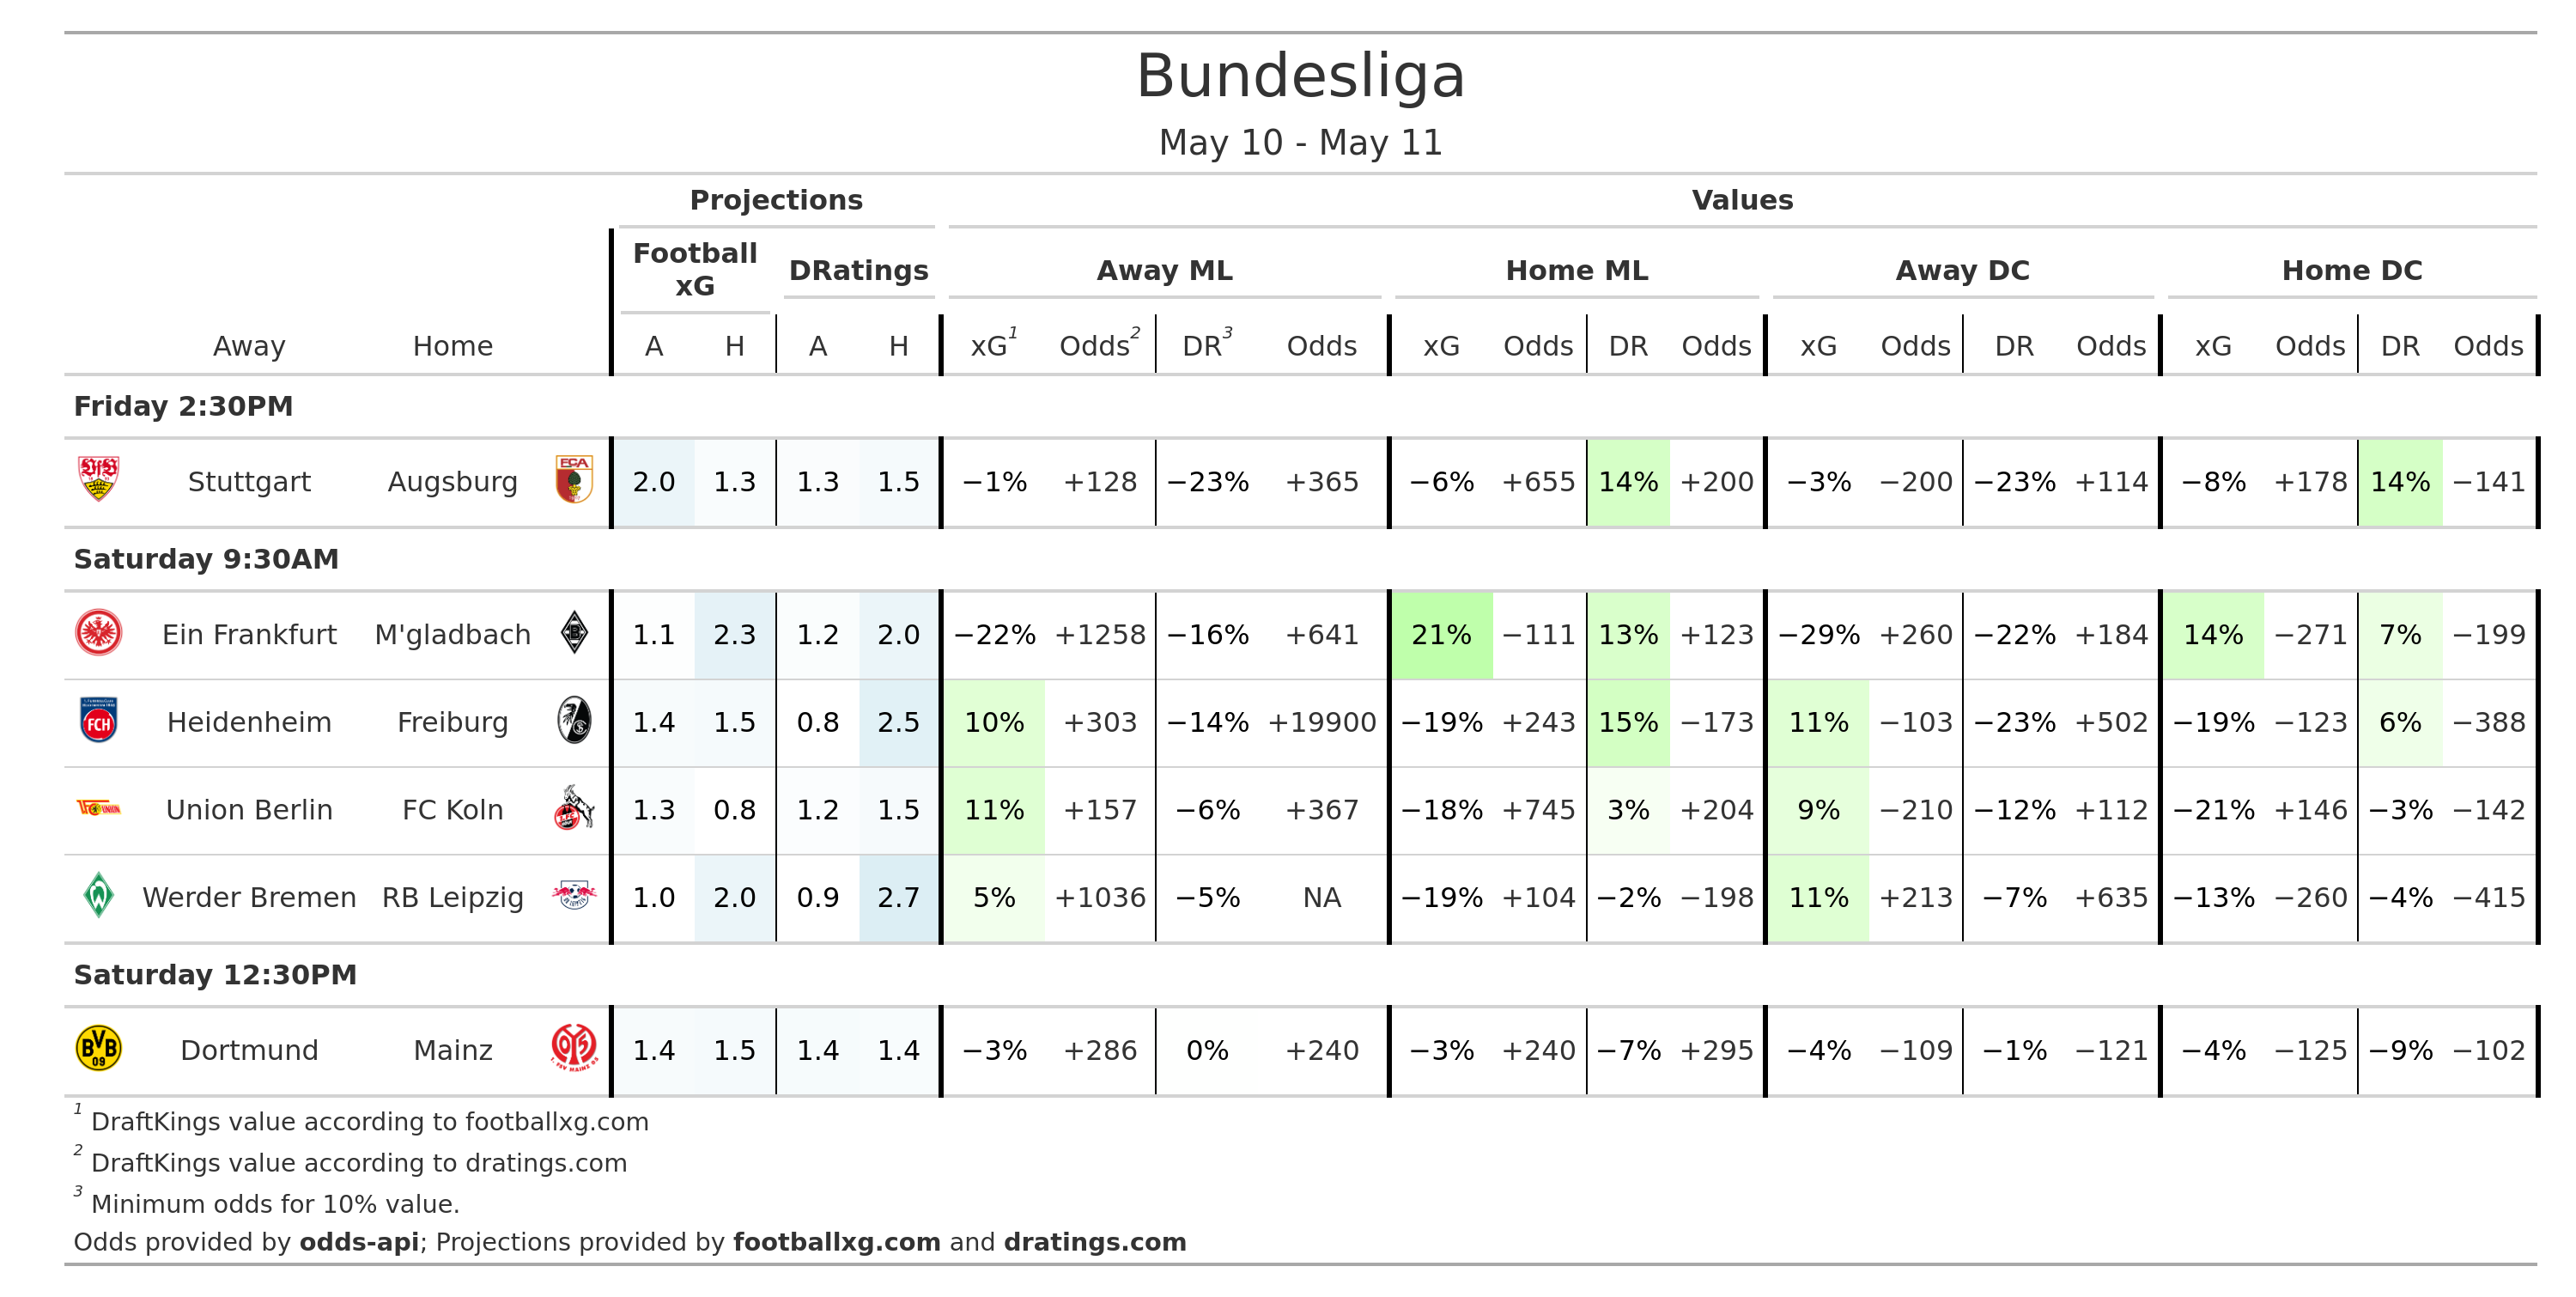 Bundesliga
May 10 - May 11
Projections Values
Football xG DRatings Away ML Home ML Away DC Home DC
Away Home A H A H xG1 Odds2 DR3 Odds xG Odds DR Odds xG Odds DR Odds xG Odds DR Odds
Friday 2:30PM
Stuttgart Augsburg 2.0 1.3 1.3 1.5 −1% +128 −23% +365 −6% +655 14% +200 −3% −200 −23% +114 −8% +178 14% −141
Saturday 9:30AM
Ein Frankfurt M'gladbach 1.1 2.3 1.2 2.0 −22% +1258 −16% +641 21% −111 13% +123 −29% +260 −22% +184 14% −271 7% −199
Heidenheim Freiburg 1.4 1.5 0.8 2.5 10% +303 −14% +19900 −19% +243 15% −173 11% −103 −23% +502 −19% −123 6% −388
Union Berlin FC Koln 1.3 0.8 1.2 1.5 11% +157 −6% +367 −18% +745 3% +204 9% −210 −12% +112 −21% +146 −3% −142
Werder Bremen RB Leipzig 1.0 2.0 0.9 2.7 5% +1036 −5% NA −19% +104 −2% −198 11% +213 −7% +635 −13% −260 −4% −415
Saturday 12:30PM
Dortmund Mainz 1.4 1.5 1.4 1.4 −3% +286 0% +240 −3% +240 −7% +295 −4% −109 −1% −121 −4% −125 −9% −102
1 DraftKings value according to footballxg.com
2 DraftKings value according to dratings.com
3 Minimum odds for 10% value.
Odds provided by odds-api; Projections provided by footballxg.com and dratings.com